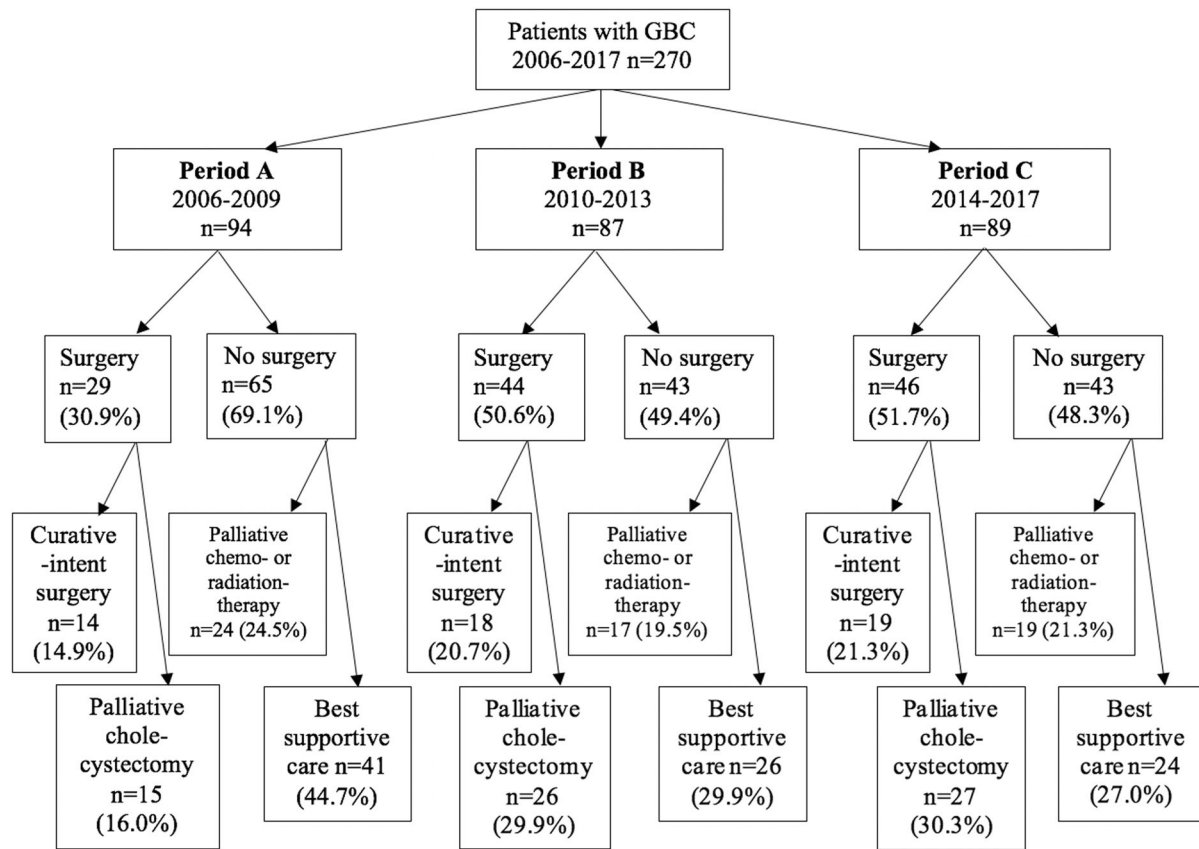 Patients with GBC
2006-2017 n=270
Period A
2006-2009
n=94
Period B
2010-2013
n=87
Period C
2014-2017
n=89
Surgery
n=29
(30.9%)
No surgery
n=65
(69.1%)
Surgery
n=44
(50.6%)
No surgery
n=43
(49.4%)
Surgery
n=46
(51.7%)
No surgery
n=43
(48.3%)
Curative
-intent
surgery
n=14
(14.9%)
Palliative
chemo- or
radiation-
therapy
n=24 (24.5%)
Curative
-intent
surgery
n=18
(20.7%)
Palliative
chemo- or
radiation-
therapy
n=17 (19.5%)
Curative
-intent
surgery
n=19
(21.3%)
Palliative
chemo- or
radiation-
therapy
n=19 (21.3%)
Palliative
chole-
cystectomy
n=15
(16.0%)
Best
supportive
care n=41
(44.7%)
Palliative
chole-
cystectomy
n=26
(29.9%)
Best
supportive
care n=26
(29.9%)
Palliative
chole-
cystectomy
n=27
(30.3%)
Best
supportive
care n=24
(27.0%)